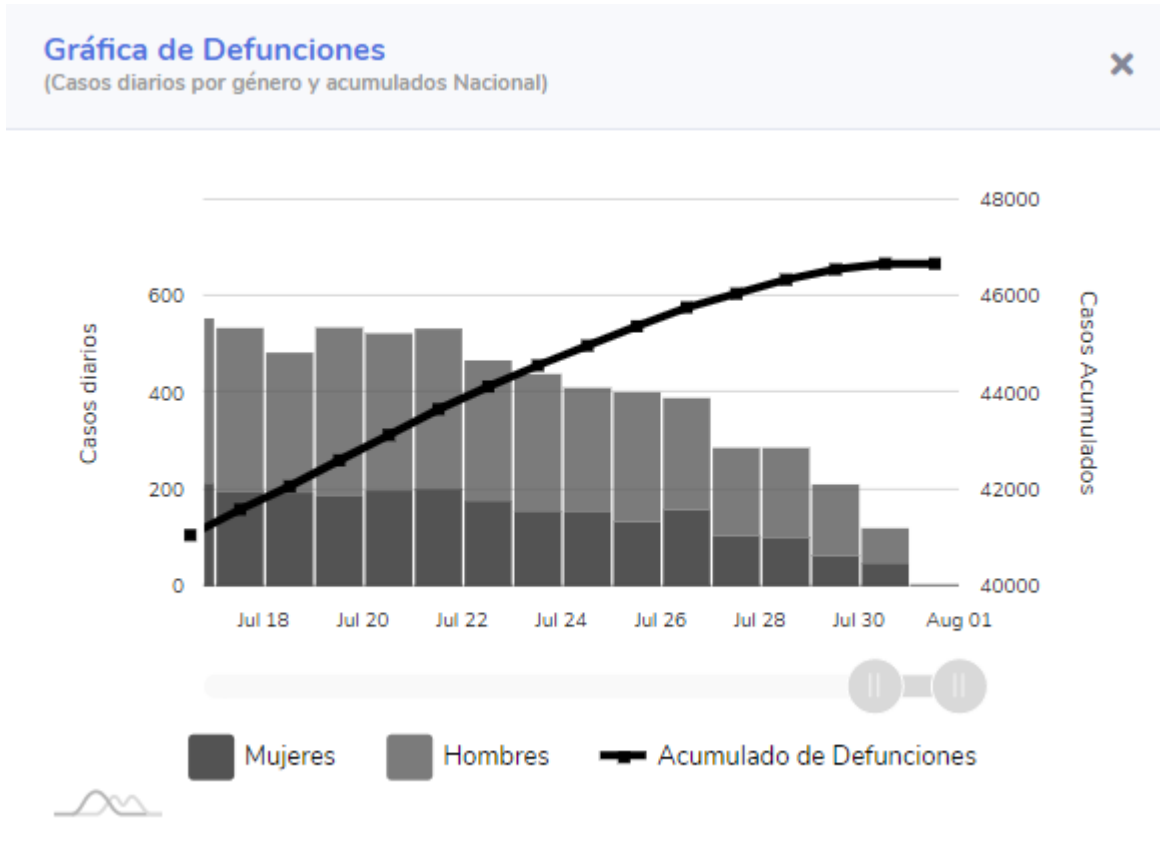 Gráfica de Defunciones
(Casos diarios por género y acumulados Nacional)
×
48000
600
46000
400
44000
200
42000
0
40000
Casos diarios
Casos Acumulados
Jul 18 Jul 20 Jul 22 Jul 24 Jul 26 Jul 28 Jul 30 Aug 01
Mujeres Hombres Acumulado de Defunciones